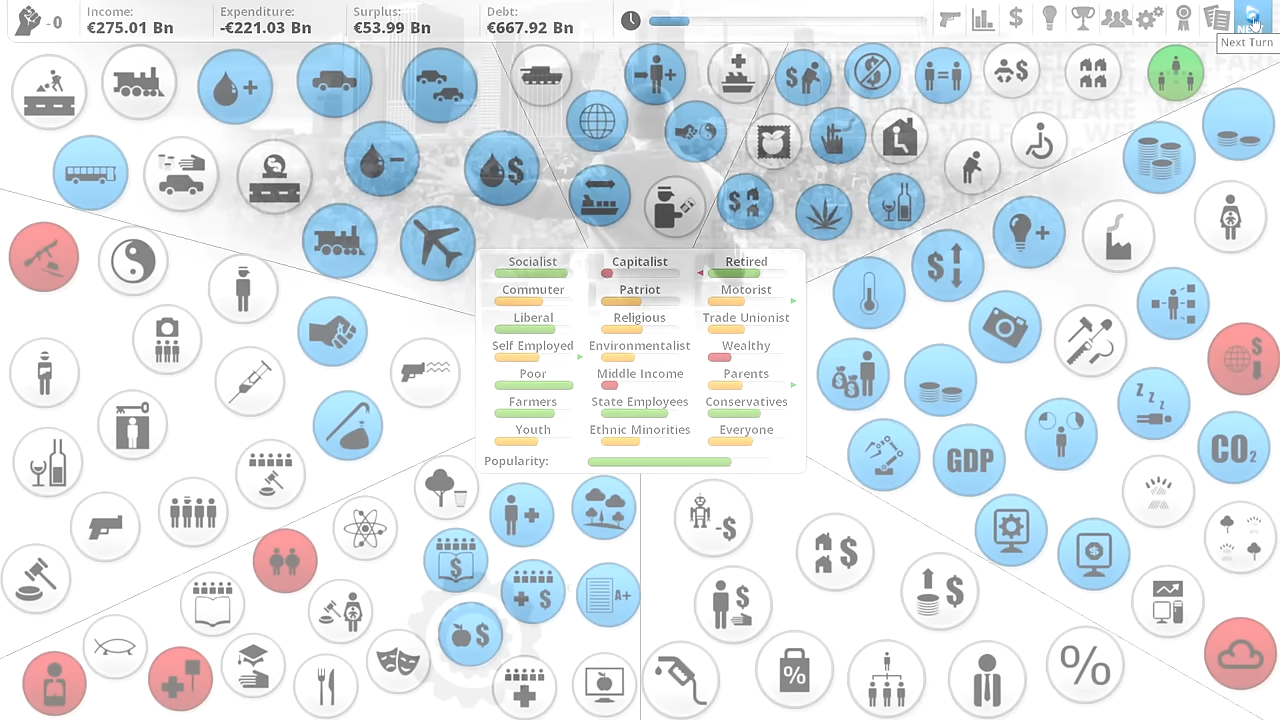 -0
Income:
€275.01 Bn
Expenditure:
-€221.03 Bn
Surplus:
€53.99 Bn
Debt:
€667.92 Bn
NEXT
Next Turn
Socialist
Capitalist
Retired
Commuter
Patriot
Motorist
Liberal
Religious
Trade Unionist
Self Employed
Environmentalist
Wealthy
Poor
Middle Income
Parents
Farmers
State Employees
Conservatives
Youth
Ethnic Minorities
Everyone
Popularity:
WELFARE
GDP
CO₂
Z Z Z
A+
%